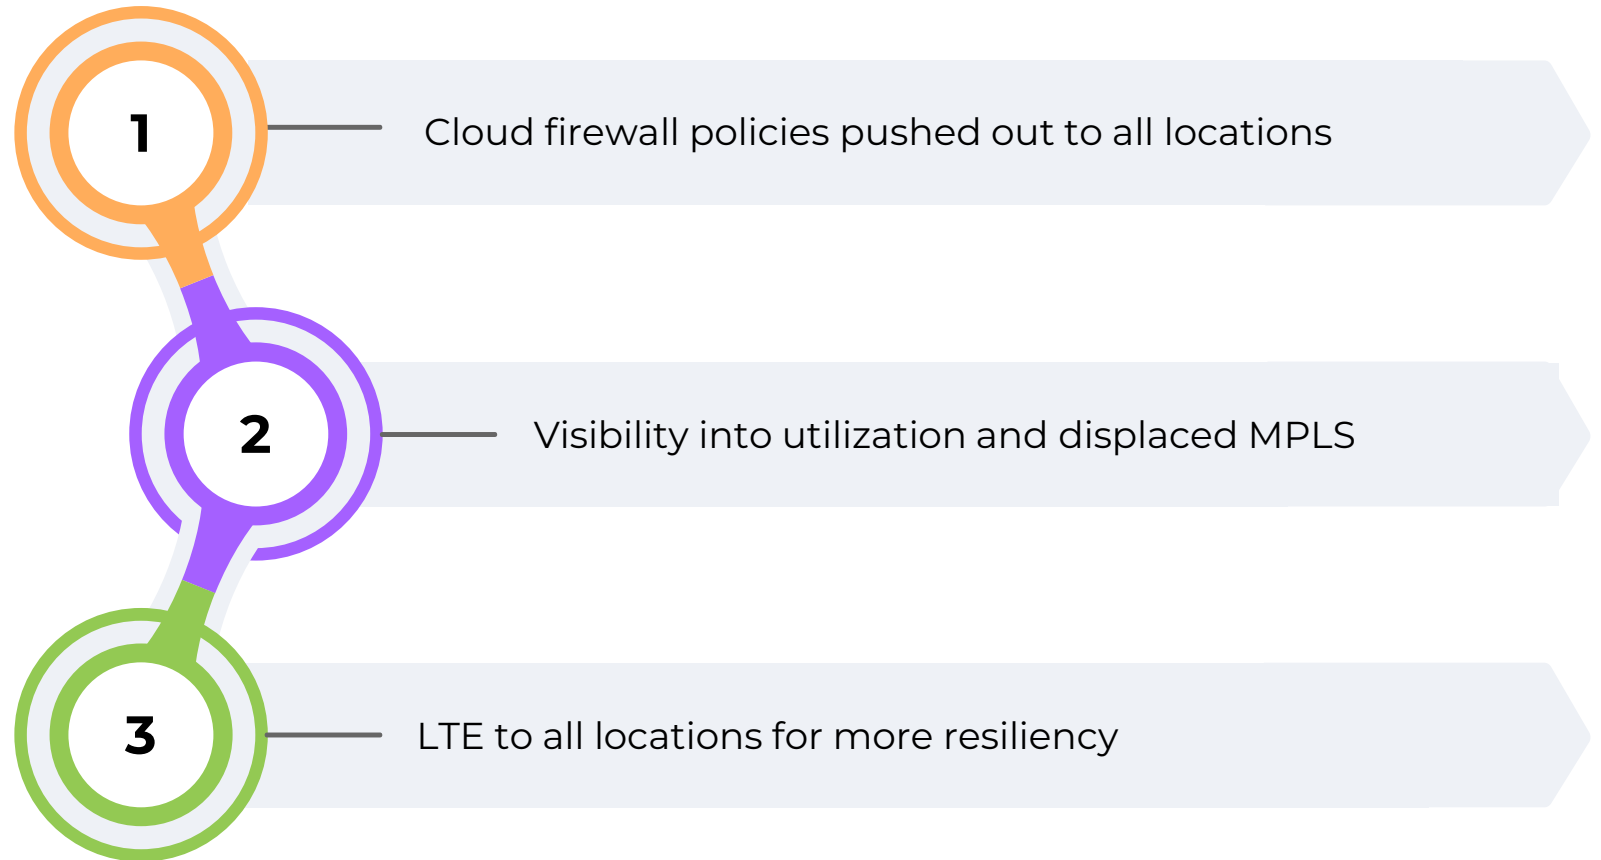 1
Cloud firewall policies pushed out to all locations
2
Visibility into utilization and displaced MPLS
3
LTE to all locations for more resiliency